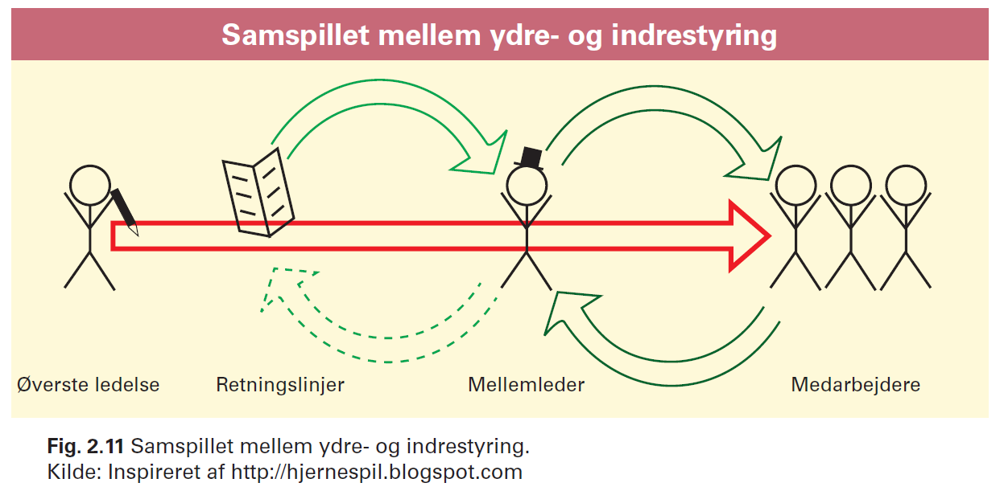 Samspillet mellem ydre- og indrestyring
Øverste ledelse Retningslinjer Mellemleder Medarbejdere
Fig. 2.11 Samspillet mellem ydre- og indrestyring.
Kilde: Inspireret af http://hjernespil.blogspot.com